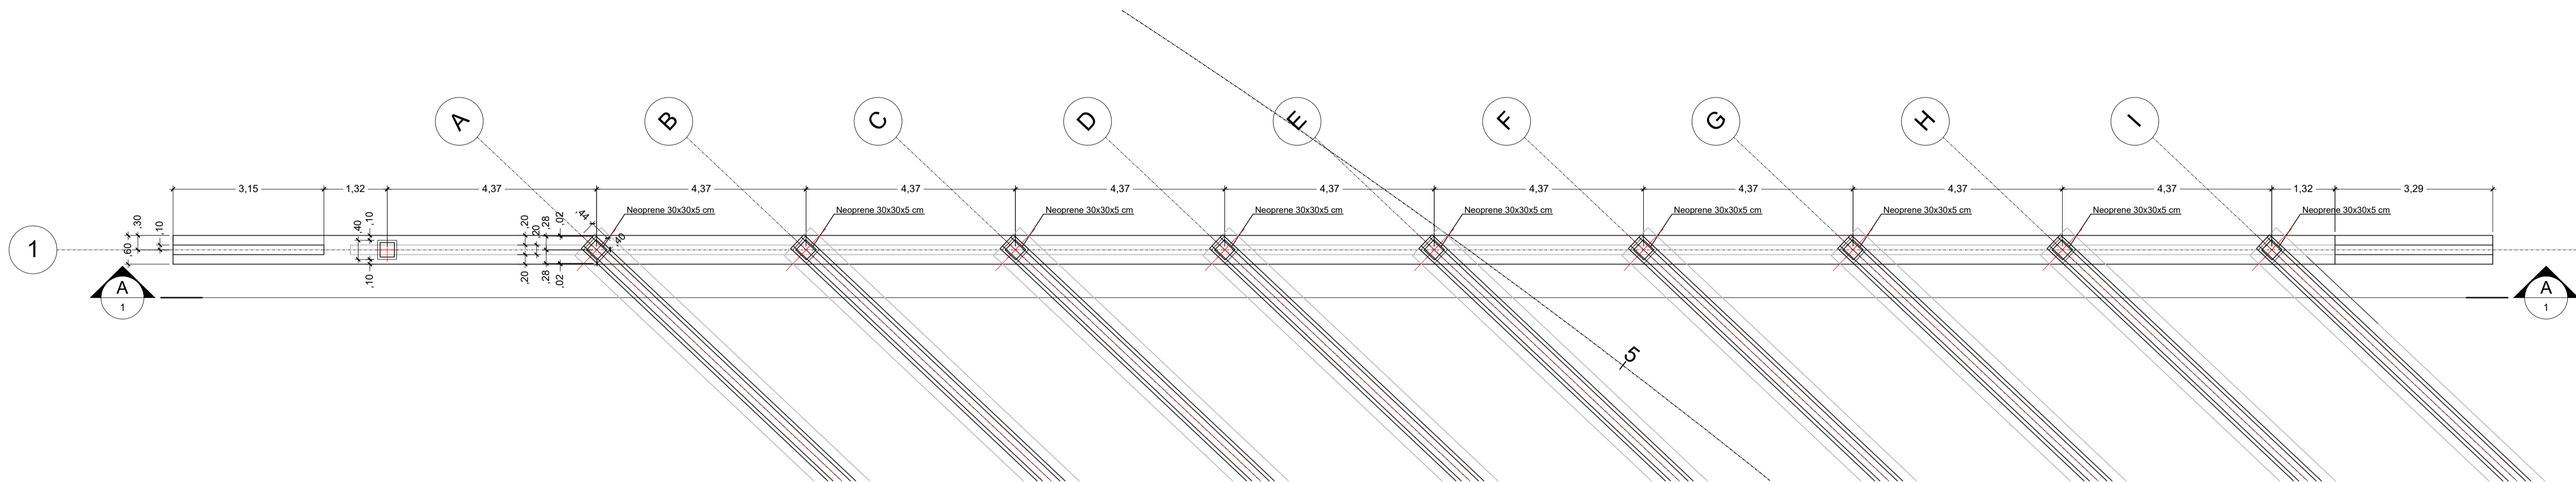 A B C D E F G H I
3,15 1,32 4,37 4,37 4,37 4,37 4,37 4,37 4,37 4,37 4,37 1,32 3,29
Neoprene 30x30x5 cm Neoprene 30x30x5 cm Neoprene 30x30x5 cm Neoprene 30x30x5 cm Neoprene 30x30x5 cm Neoprene 30x30x5 cm Neoprene 30x30x5 cm Neoprene 30x30x5 cm Neoprene 30x30x5 cm
,30 ,10 ,40 ,10 ,20 ,20 ,28 ,02 ,44 ,40
1 ,60
,10 ,20 ,28 ,02
A A
1 1
5